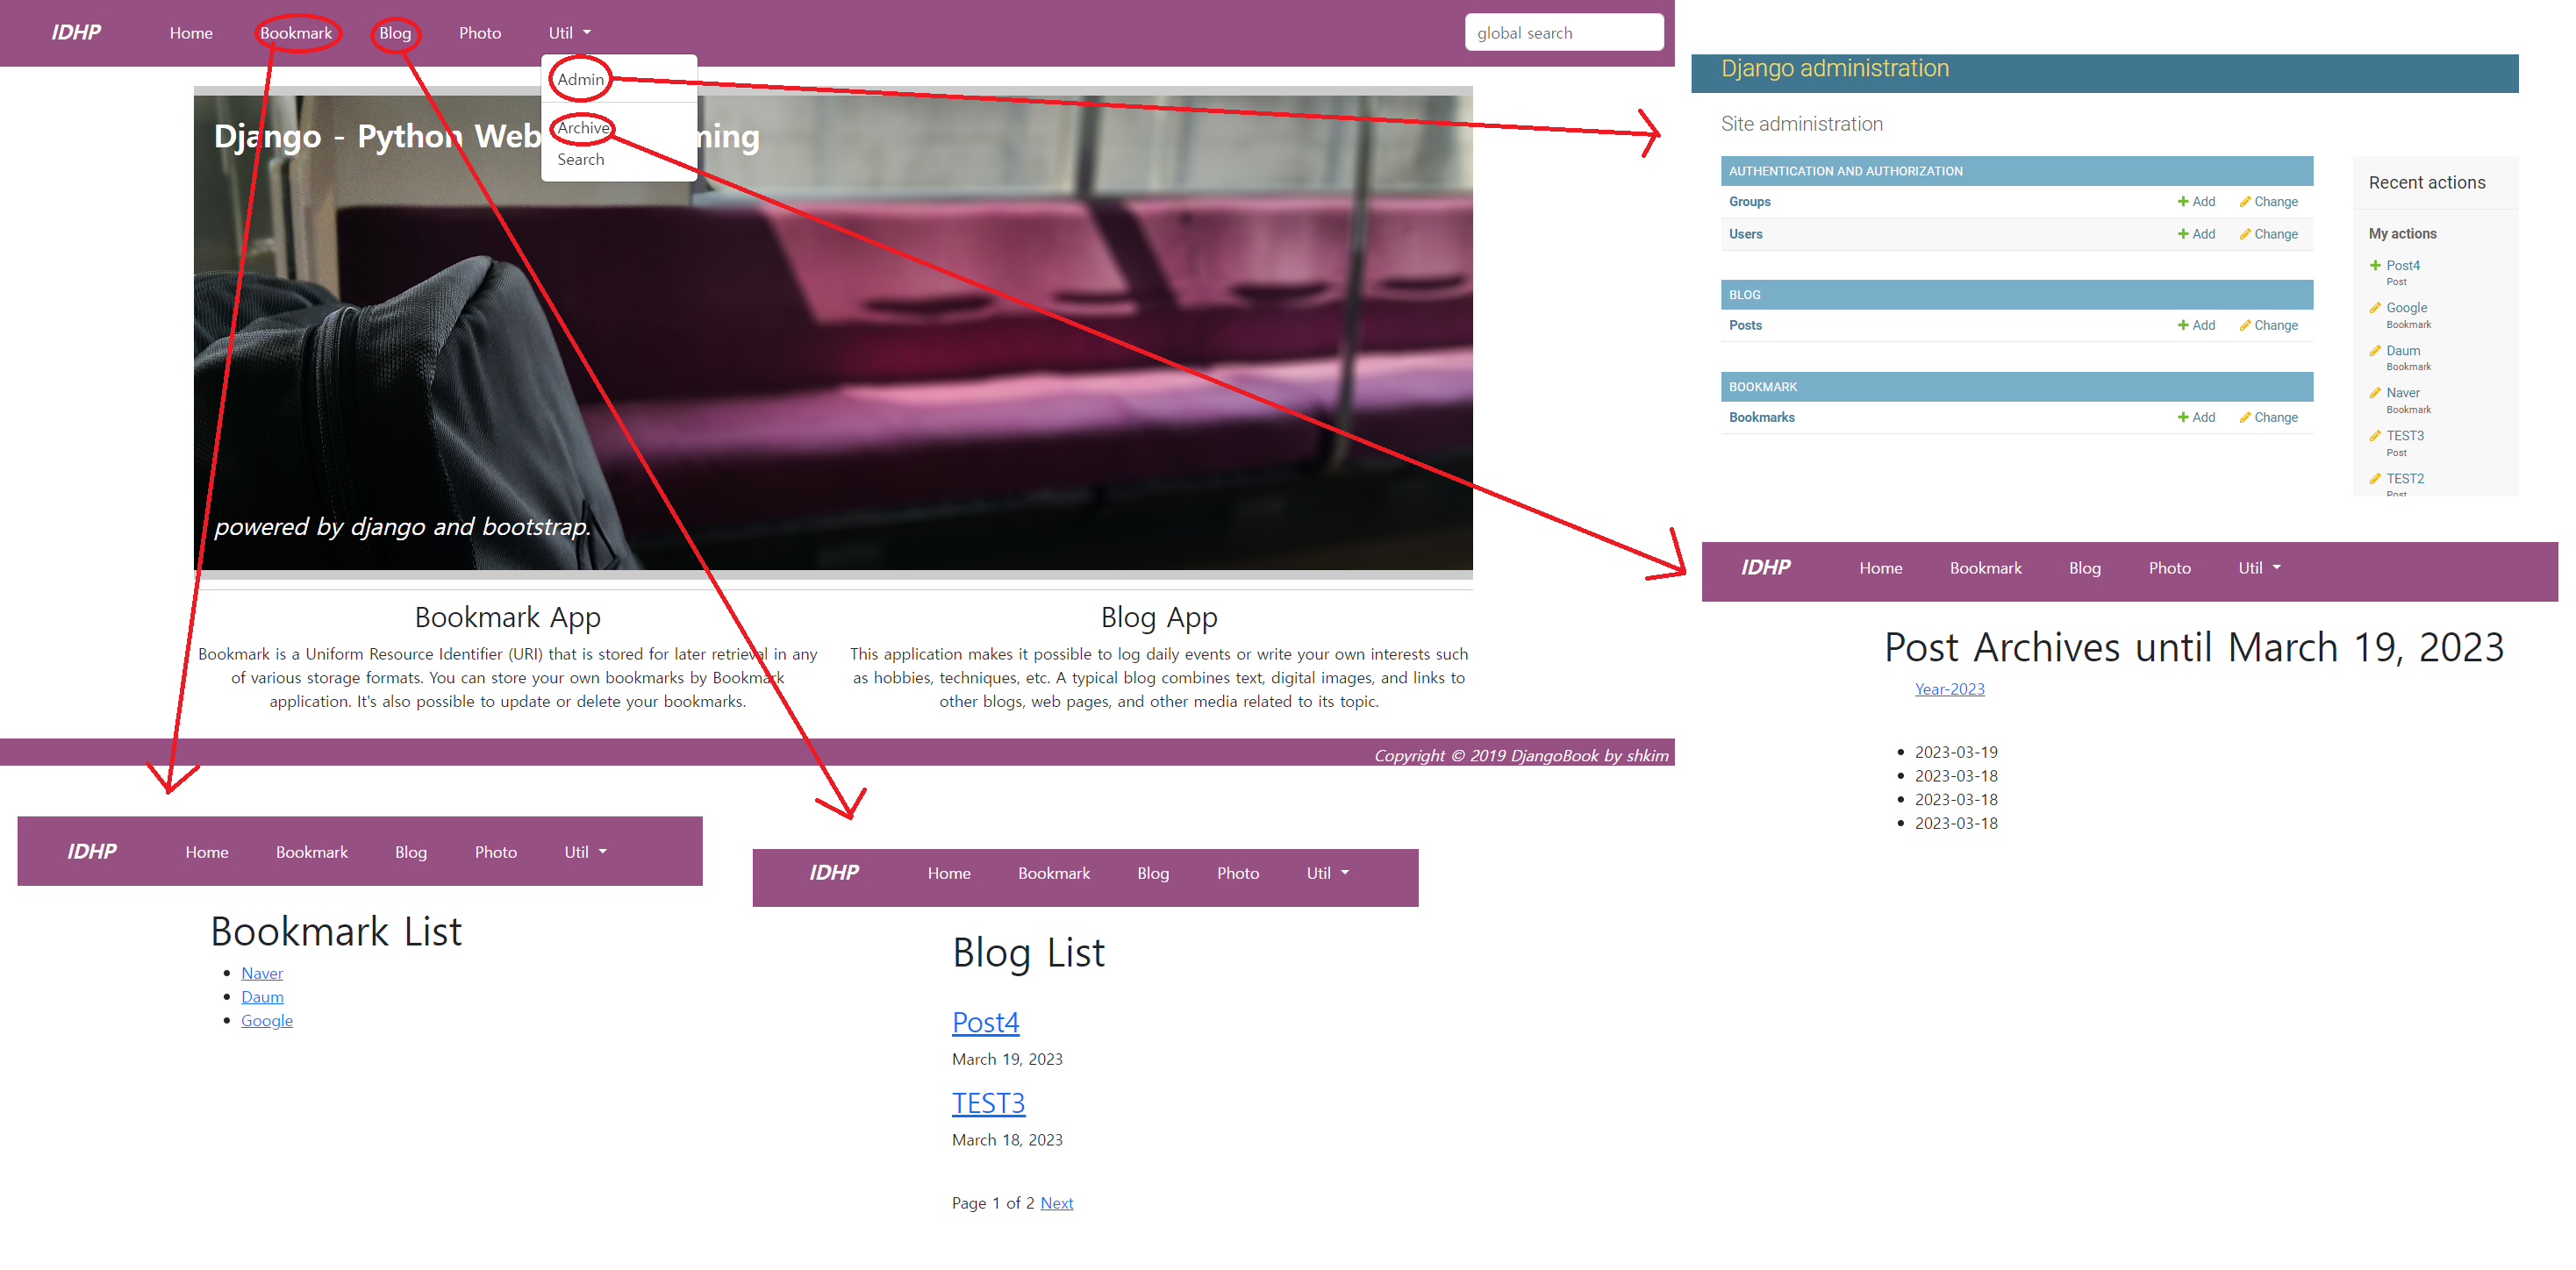 IDHP Home Bookmark Blog Photo Util global search
Admin
Archive
Search
Django - Python Web ming
powered by django and bootstrap.
Bookmark App
Bookmark is a Uniform Resource Identifier (URI) that is stored for later retrieval in any
of various storage formats. You can store your own bookmarks by Bookmark
application. It's also possible to update or delete your bookmarks.
Blog App
This application makes it possible to log daily events or write your own interests such
as hobbies, techniques, etc. A typical blog combines text, digital images, and links to
other blogs, web pages, and other media related to its topic.
Copyright © 2019 DjangoBook by shkim
Django administration
Site administration
AUTHENTICATION AND AUTHORIZATION
Groups Add Change
Users Add Change
BLOG
Posts Add Change
BOOKMARK
Bookmarks Add Change
Recent actions
My actions
Post4
Post
Google
Bookmark
Daum
Bookmark
Naver
Bookmark
TEST3
Post
TEST2
Post
IDHP Home Bookmark Blog Photo Util
Post Archives until March 19, 2023
Year-2023
2023-03-19
2023-03-18
2023-03-18
2023-03-18
IDHP Home Bookmark Blog Photo Util
Bookmark List
Naver
Daum
Google
IDHP Home Bookmark Blog Photo Util
Blog List
Post4
March 19, 2023
TEST3
March 18, 2023
Page 1 of 2 Next